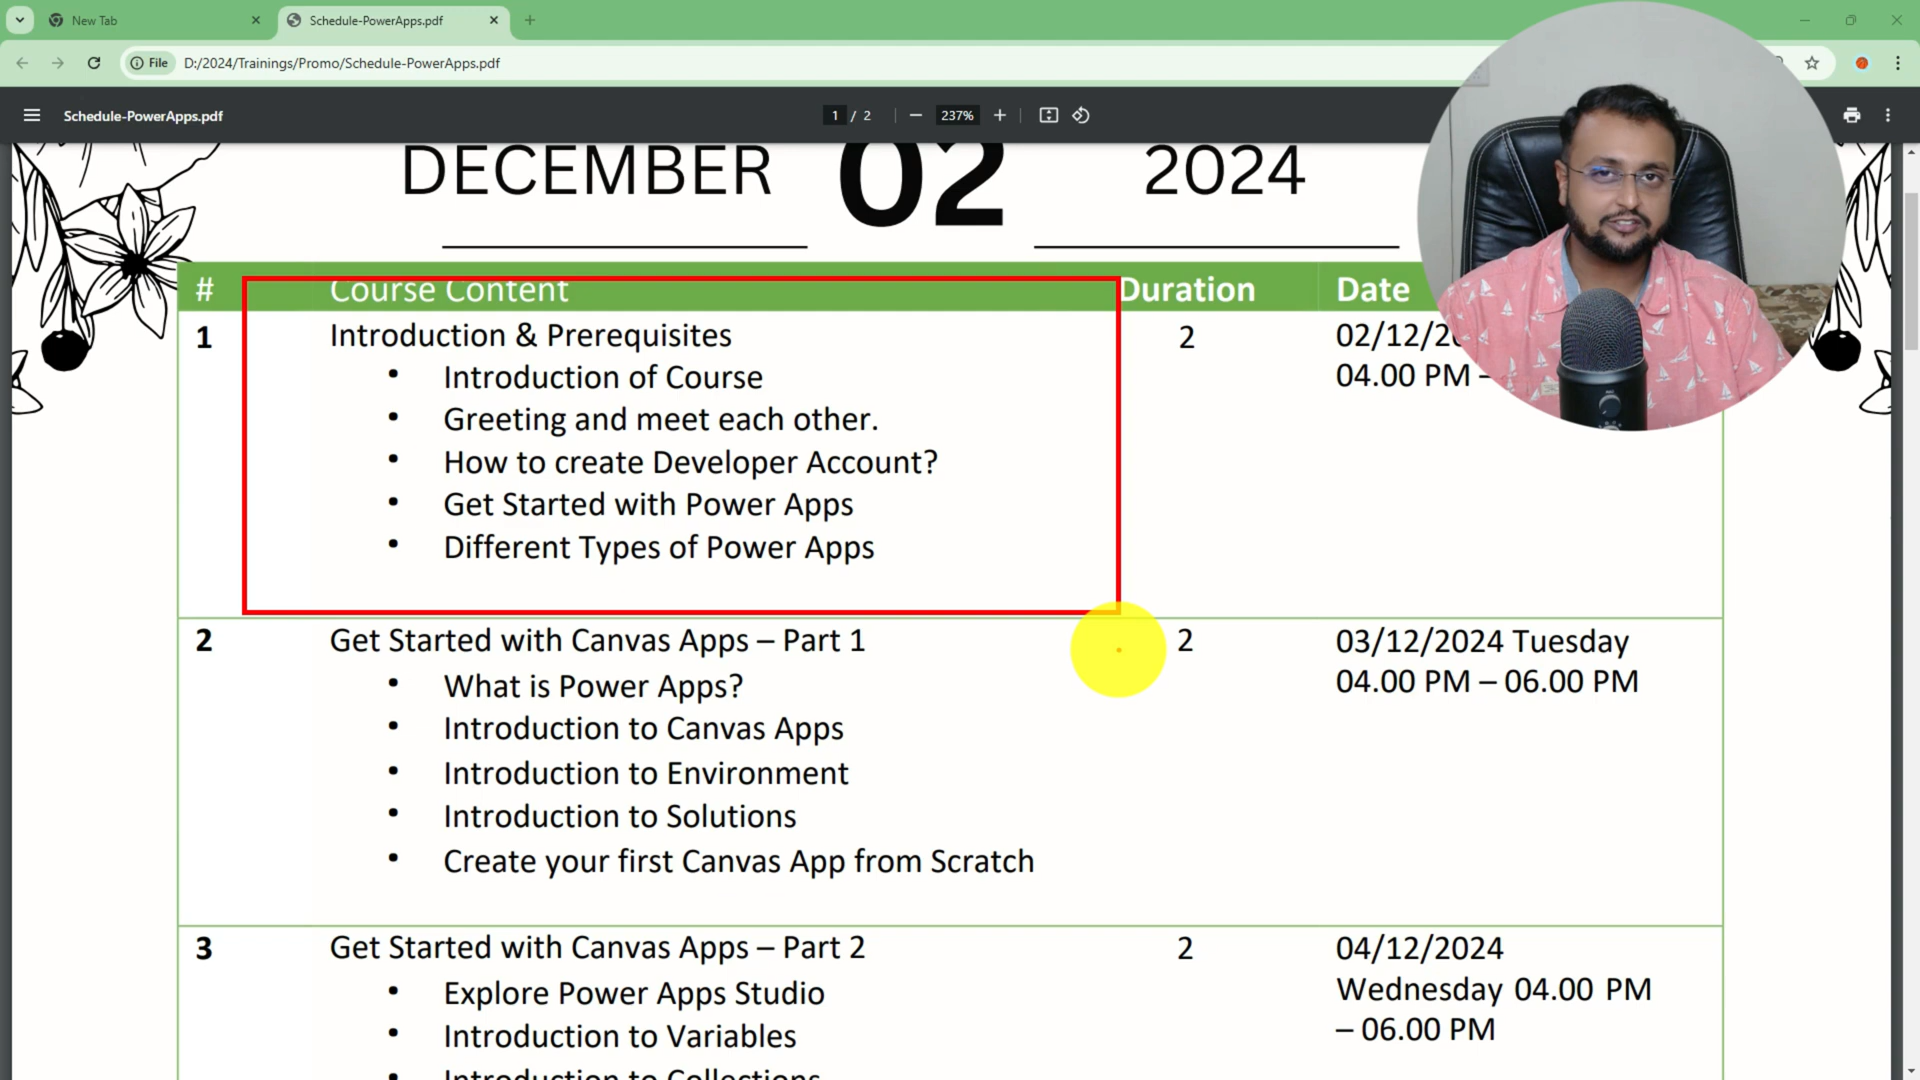 New Tab
Schedule-PowerApps.pdf
File D:/2024/Trainings/Promo/Schedule-PowerApps.pdf
Schedule-PowerApps.pdf
1 / 2
237%
DECEMBER 02 2024
# Course Content Duration Date
1 Introduction & Prerequisites 2 02/12/2
• Introduction of Course 04.00 PM –
• Greeting and meet each other.
• How to create Developer Account?
• Get Started with Power Apps
• Different Types of Power Apps
2 Get Started with Canvas Apps – Part 1 2 03/12/2024 Tuesday
• What is Power Apps? 04.00 PM – 06.00 PM
• Introduction to Canvas Apps
• Introduction to Environment
• Introduction to Solutions
• Create your first Canvas App from Scratch
3 Get Started with Canvas Apps – Part 2 2 04/12/2024
• Explore Power Apps Studio Wednesday 04.00 PM
• Introduction to Variables – 06.00 PM
• Introduction to Collections